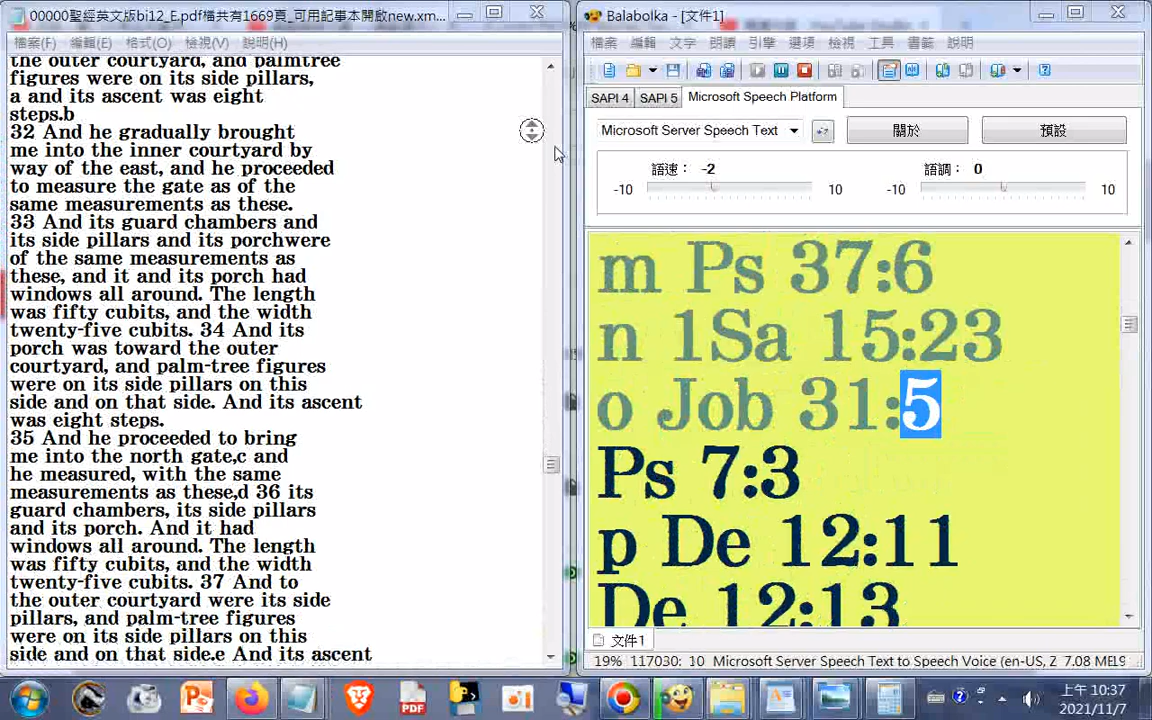 00000聖經英文版bi12_E.pdf檔共有1669頁_可用記事本開啟new.xm...
檔案(F) 編輯(E) 格式(O) 檢視(V) 說明(H)
the outer courtyard, and palmtree
figures were on its side pillars,
a and its ascent was eight
steps.b
32 And he gradually brought
me into the inner courtyard by
way of the east, and he proceeded
to measure the gate as of the
same measurements as these.
33 And its guard chambers and
its side pillars and its porchwere
of the same measurements as
these, and it and its porch had
windows all around. The length
was fifty cubits, and the width
twenty-five cubits. 34 And its
porch was toward the outer
courtyard, and palm-tree figures
were on its side pillars on this
side and on that side. And its ascent
was eight steps.
35 And he proceeded to bring
me into the north gate,c and
he measured, with the same
measurements as these,d 36 its
guard chambers, its side pillars
and its porch. And it had
windows all around. The length
was fifty cubits, and the width
twenty-five cubits. 37 And to
the outer courtyard were its side
pillars, and palm-tree figures
were on its side pillars on this
side and on that side.e And its ascent
Balabolka - [文件1]
檔案 編輯 文字 朗讀 引擎 選項 檢視 工具 書籤 說明
SAPI 4 SAPI 5 Microsoft Speech Platform
Microsoft Server Speech Text 關於 預設
語速： -2 語調： 0
-10 10 -10 10
m Ps 37:6
n 1Sa 15:23
o Job 31:5
Ps 7:3
p De 12:11
De 12:13
文件1
19% 117030: 10 Microsoft Server Speech Text to Speech Voice (en-US, Z 7.08 ME
PDF
上午 10:37
2021/11/7